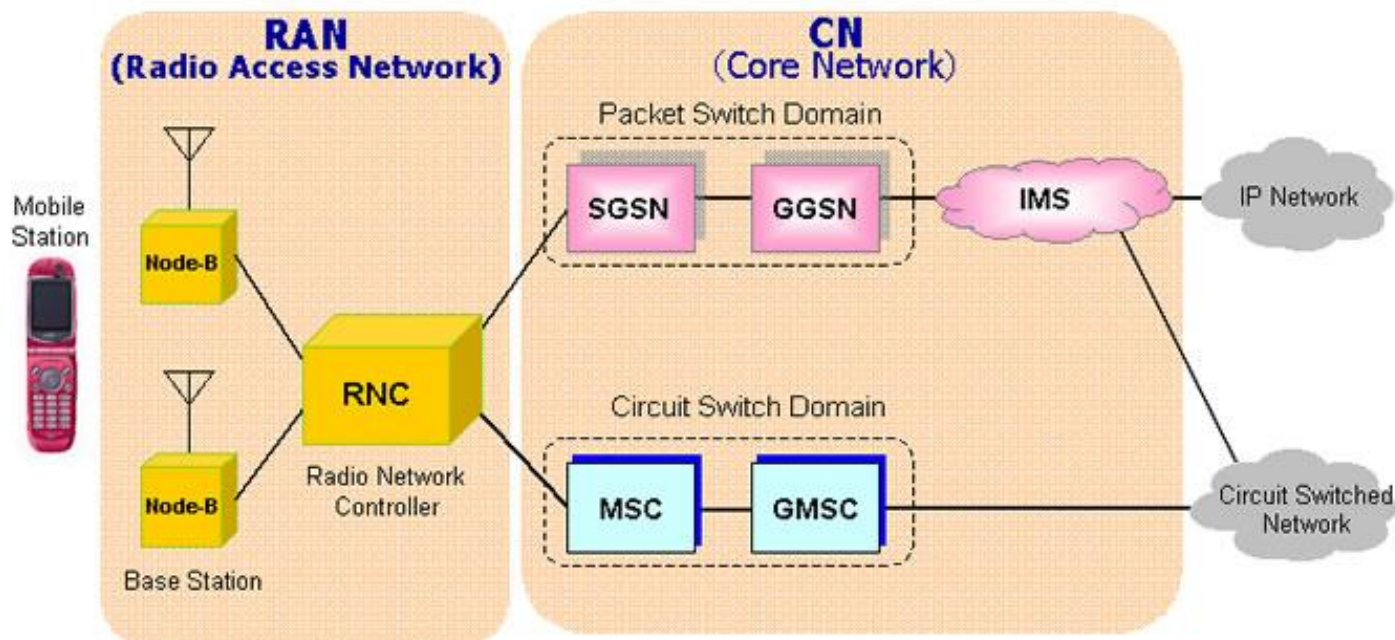 RAN
(Radio Access Network)
CN
(Core Network)
Packet Switch Domain
SGSN
GGSN
IMS
IP Network
Mobile
Station
Node-B
RNC
Radio Network
Controller
Circuit Switch Domain
MSC
GMSC
Circuit Switched
Network
Node-B
Base Station